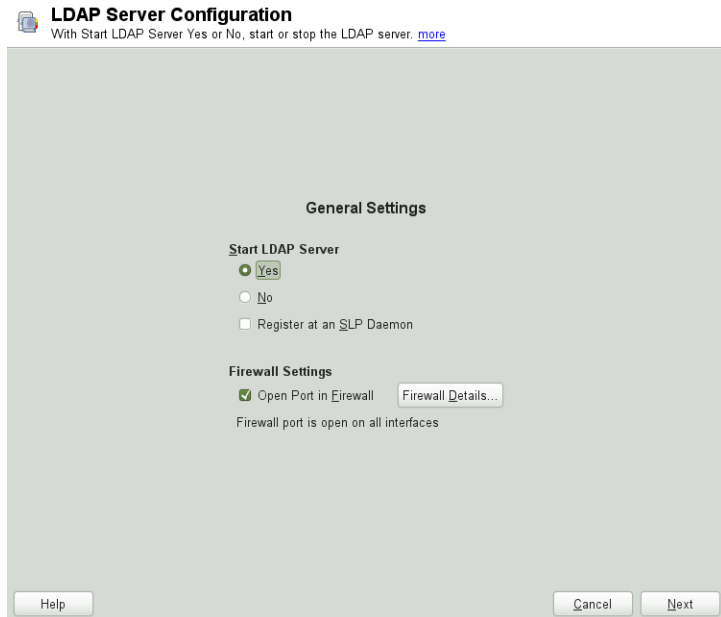 LDAP Server Configuration
With Start LDAP Server Yes or No, start or stop the LDAP server. more
General Settings
Start LDAP Server
Yes
No
Register at an SLP Daemon
Firewall Settings
Open Port in Firewall Firewall Details...
Firewall port is open on all interfaces
Help Cancel Next